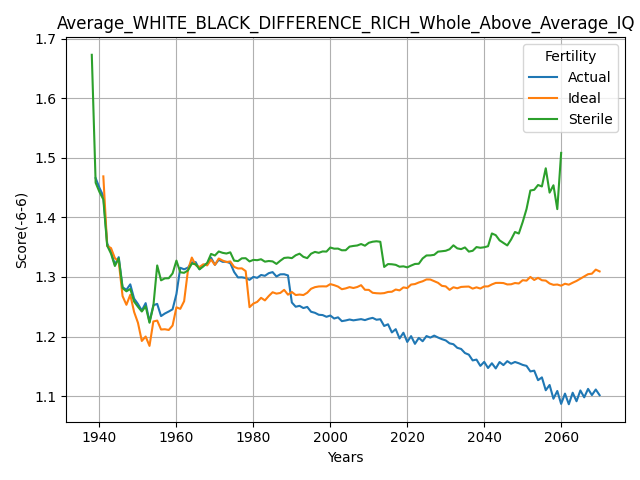 Average_WHITE_BLACK_DIFFERENCE_RICH_Whole_Above_Average_IQ
Fertility
Actual
Ideal
Sterile
Score(-6-6)
1.7
1.6
1.5
1.4
1.3
1.2
1.1
1940 1960 1980 2000 2020 2040 2060
Years